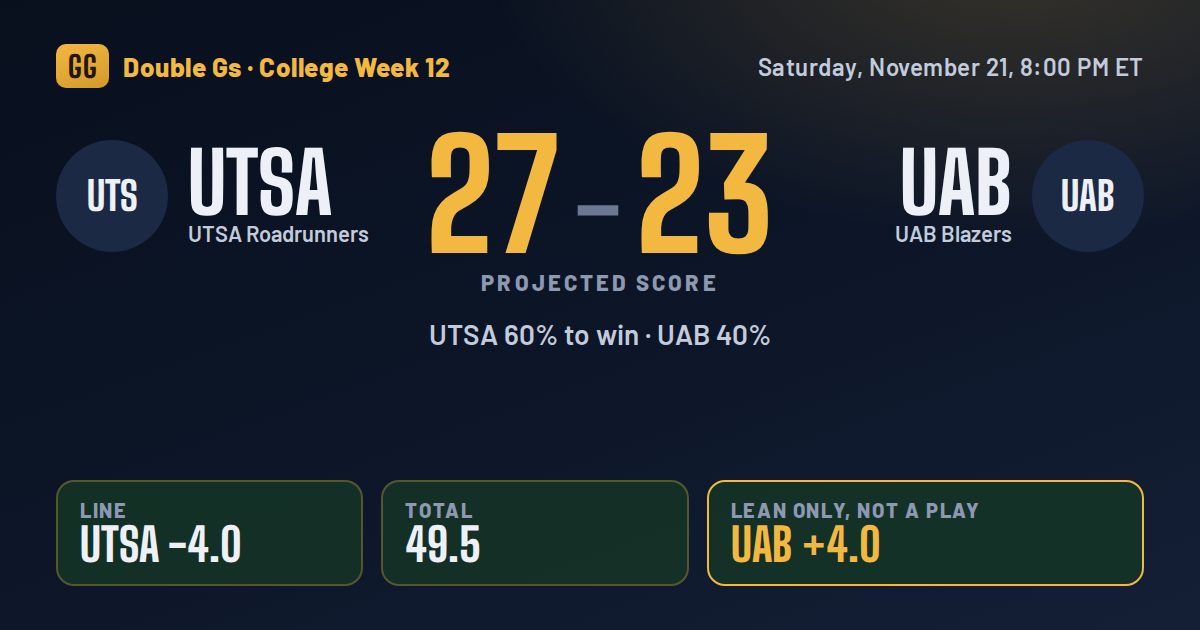 GG Double Gs · College Week 12
Saturday, November 21, 8:00 PM ET
UTS
UTSA
UTSA Roadrunners
27 – 23
PROJECTED SCORE
UTSA 60% to win · UAB 40%
UAB
UAB Blazers
UAB
LINE
UTSA −4.0
TOTAL
49.5
LEAN ONLY, NOT A PLAY
UAB +4.0